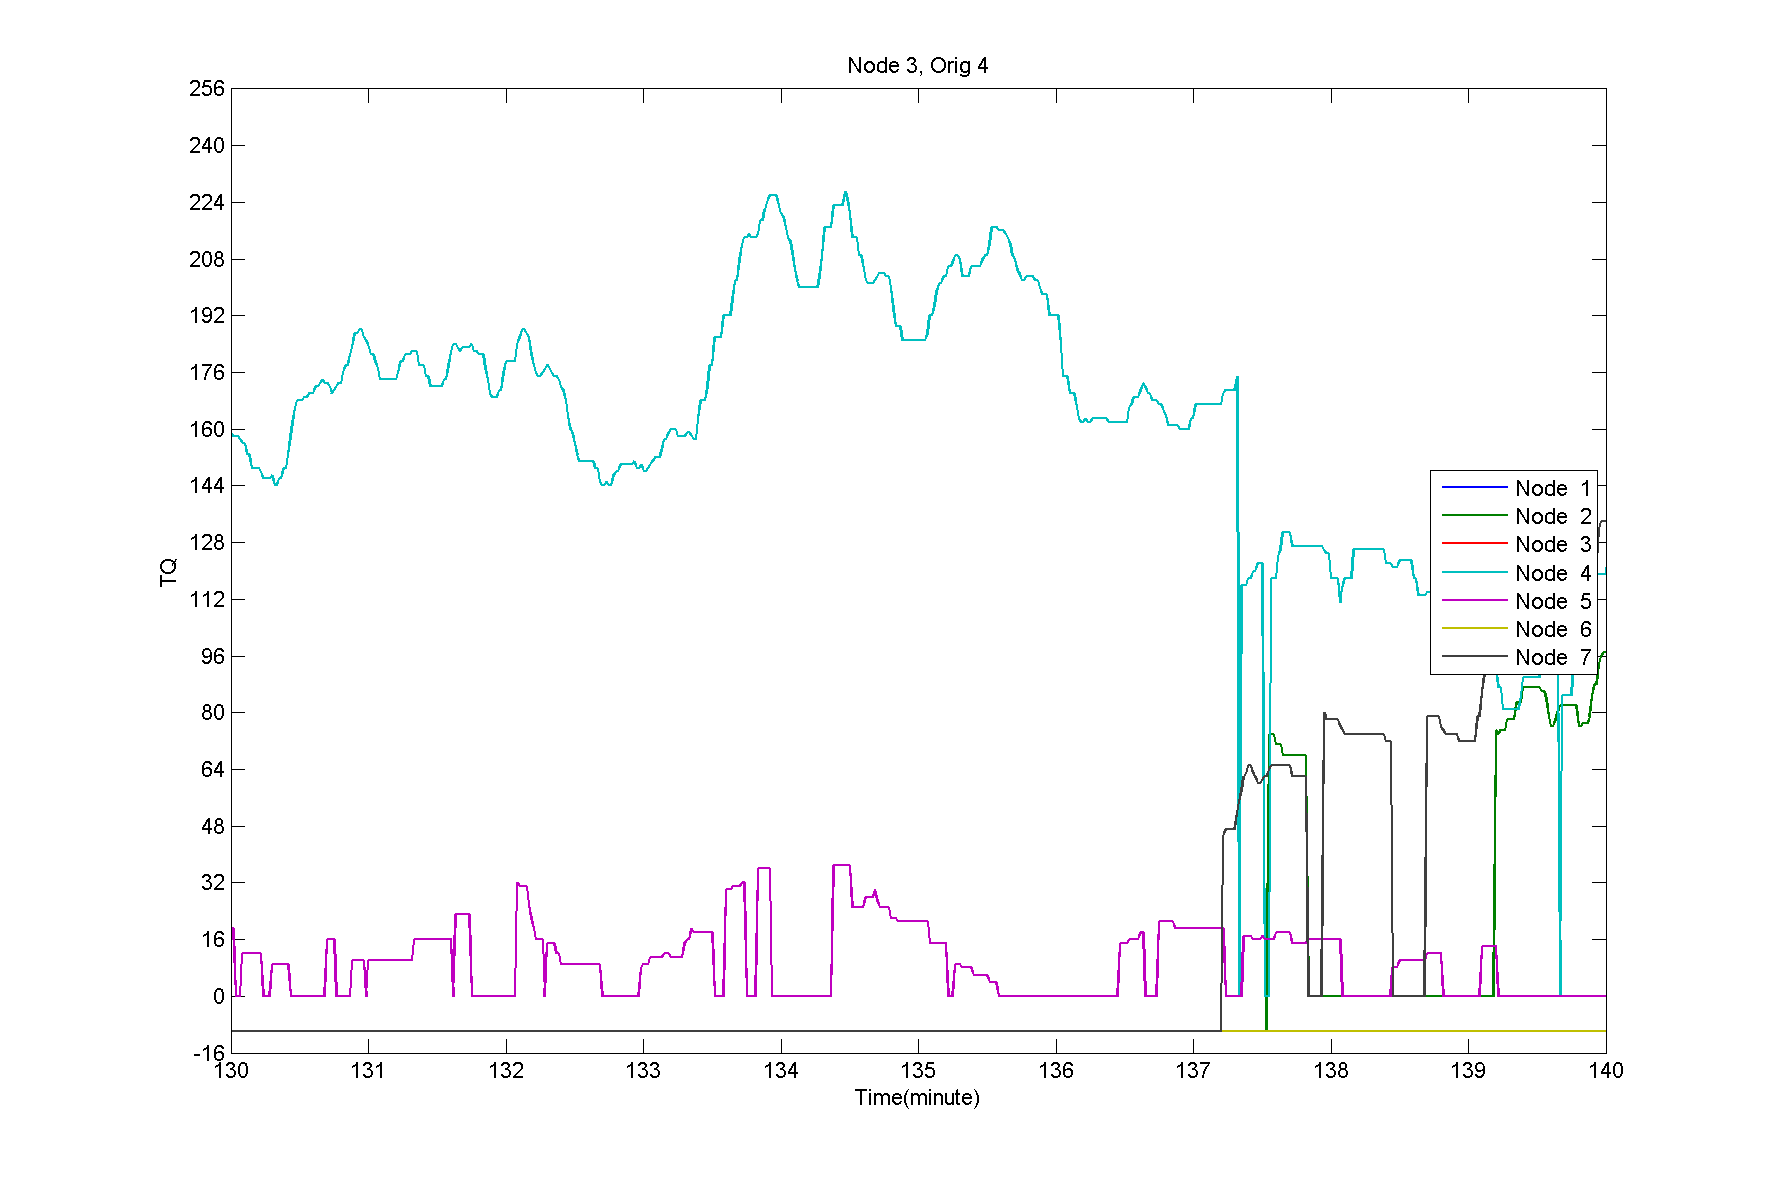 Node 3, Orig 4
256
240
224
208
192
176
160
144
128
112
96
80
64
48
32
16
0
-16
TQ
Node 1
Node 2
Node 3
Node 4
Node 5
Node 6
Node 7
130 131 132 133 134 135 136 137 138 139 140
Time(minute)